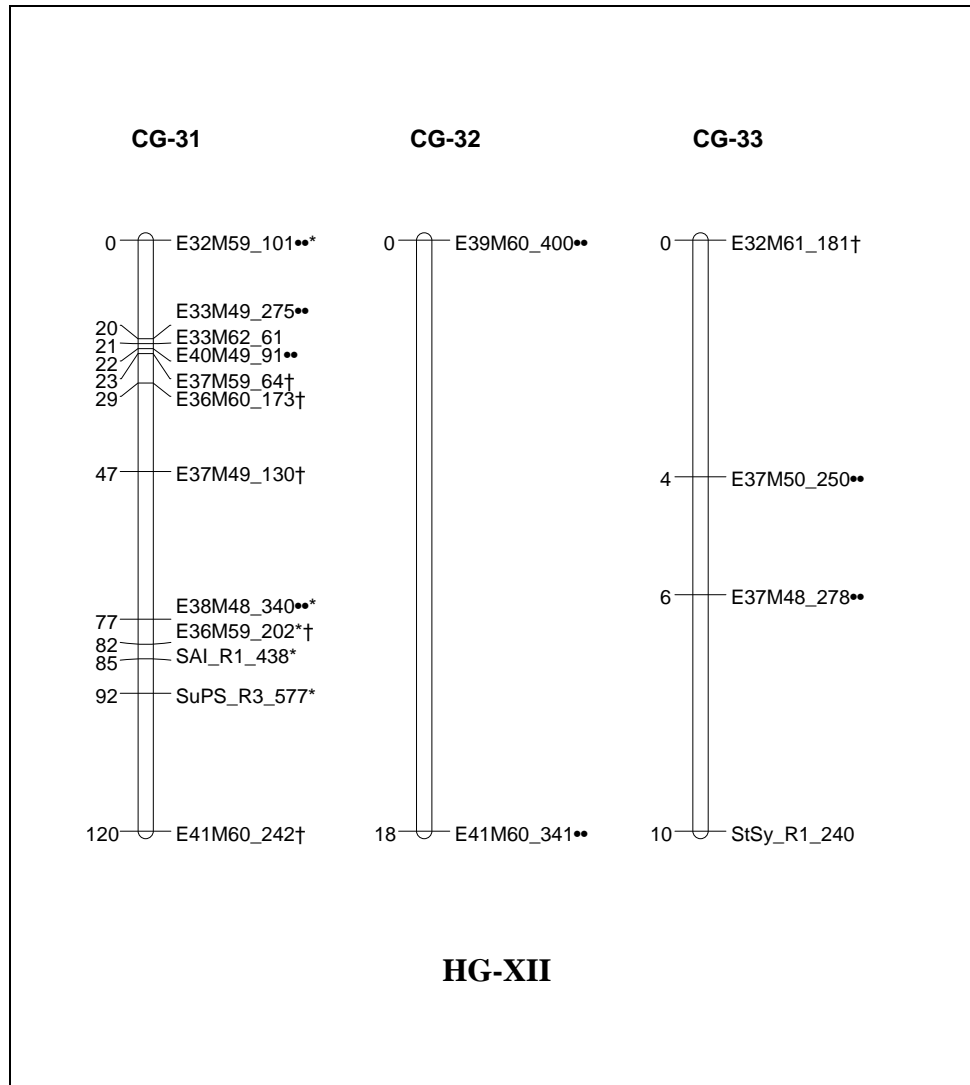 CG-31
0 E32M59_101••*
20 E33M49_275••
21 E33M62_61
22 E40M49_91••
23 E37M59_64†
29 E36M60_173†
47 E37M49_130†
77 E38M48_340••*
82 E36M59_202*†
85 SAI_R1_438*
92 SuPS_R3_577*
120 E41M60_242†
CG-32
0 E39M60_400••
18 E41M60_341••
CG-33
0 E32M61_181†
4 E37M50_250••
6 E37M48_278••
10 StSy_R1_240
HG-XII